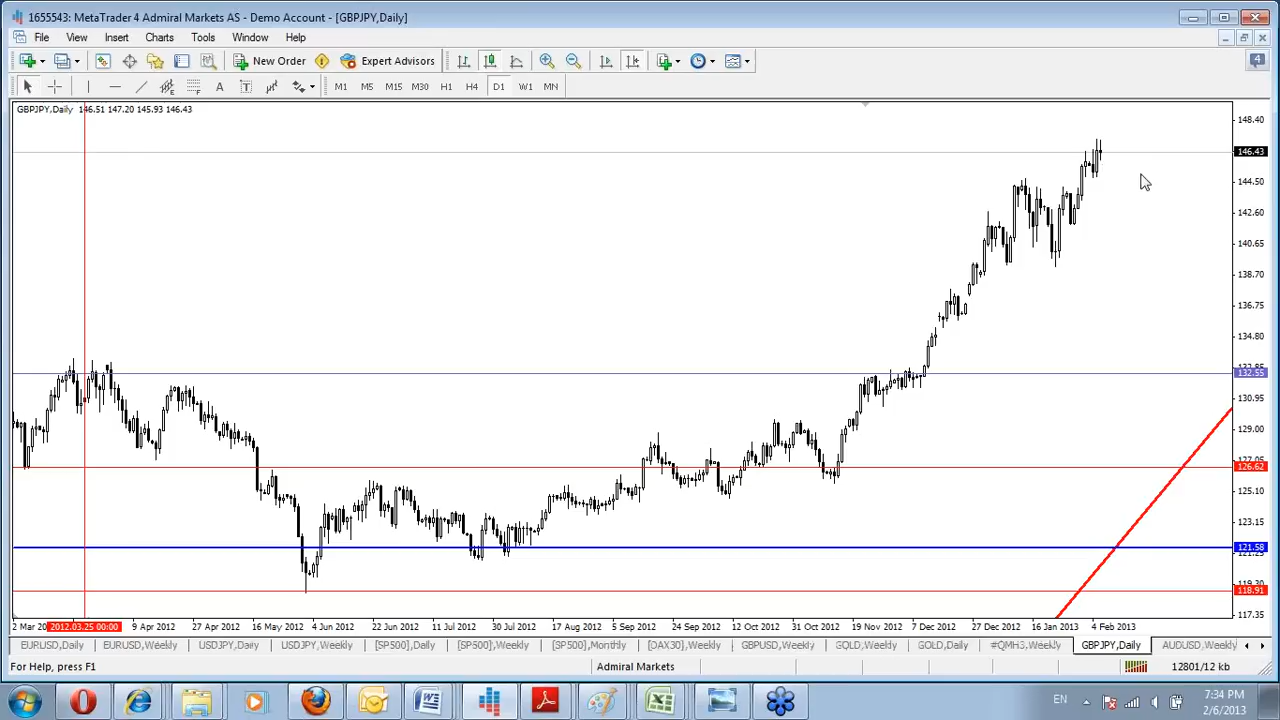 1655543: MetaTrader 4 Admiral Markets AS - Demo Account - [GBPJPY,Daily]
File View Insert Charts Tools Window Help
New Order Expert Advisors 4
A T M1 M5 M15 M30 H1 H4 D1 W1 MN
GBPJPY,Daily 146.51 147.20 145.93 146.43
148.40
146.43
144.50
142.60
140.65
138.70
136.75
134.80
132.55
130.95
129.00
127.05
126.62
125.10
123.15
121.58
121.25
119.30
118.91
117.35
2 Mar 20 2012.03.25 00:00 9 Apr 2012 27 Apr 2012 16 May 2012 4 Jun 2012 22 Jun 2012 11 Jul 2012 30 Jul 2012 17 Aug 2012 5 Sep 2012 24 Sep 2012 12 Oct 2012 31 Oct 2012 19 Nov 2012 7 Dec 2012 27 Dec 2012 16 Jan 2013 4 Feb 2013
EURUSD,Daily EURUSD,Weekly USDJPY,Daily USDJPY,Weekly [SP500],Daily [SP500],Weekly [SP500],Monthly [DAX30],Weekly GBPUSD,Weekly GOLD,Weekly GOLD,Daily #QMH3,Weekly GBPJPY,Daily AUDUSD,Weekly
For Help, press F1 Admiral Markets 12801/12 kb
EN 7:34 PM
2/6/2013